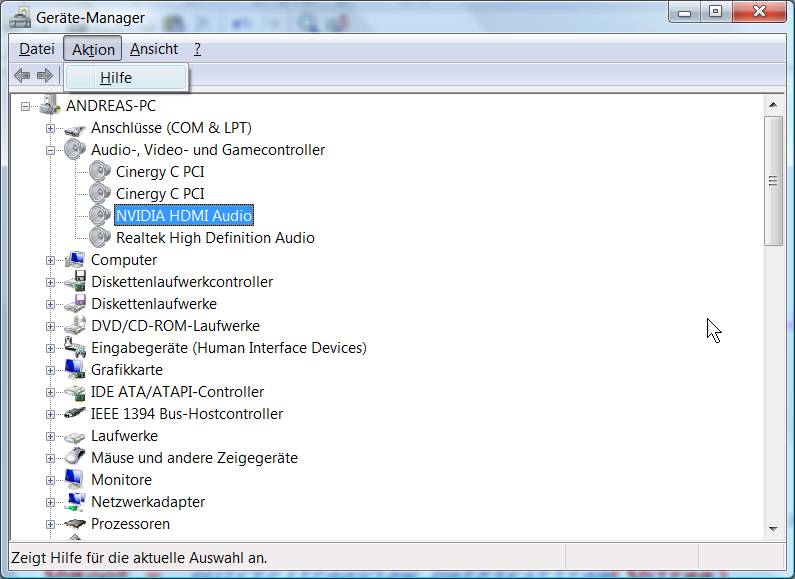 Geräte-Manager
Datei Aktion Ansicht ?
Hilfe
ANDREAS-PC
Anschlüsse (COM & LPT)
Audio-, Video- und Gamecontroller
Cinergy C PCI
Cinergy C PCI
NVIDIA HDMI Audio
Realtek High Definition Audio
Computer
Diskettenlaufwerkcontroller
Diskettenlaufwerke
DVD/CD-ROM-Laufwerke
Eingabegeräte (Human Interface Devices)
Grafikkarte
IDE ATA/ATAPI-Controller
IEEE 1394 Bus-Hostcontroller
Laufwerke
Mäuse und andere Zeigegeräte
Monitore
Netzwerkadapter
Prozessoren
Zeigt Hilfe für die aktuelle Auswahl an.